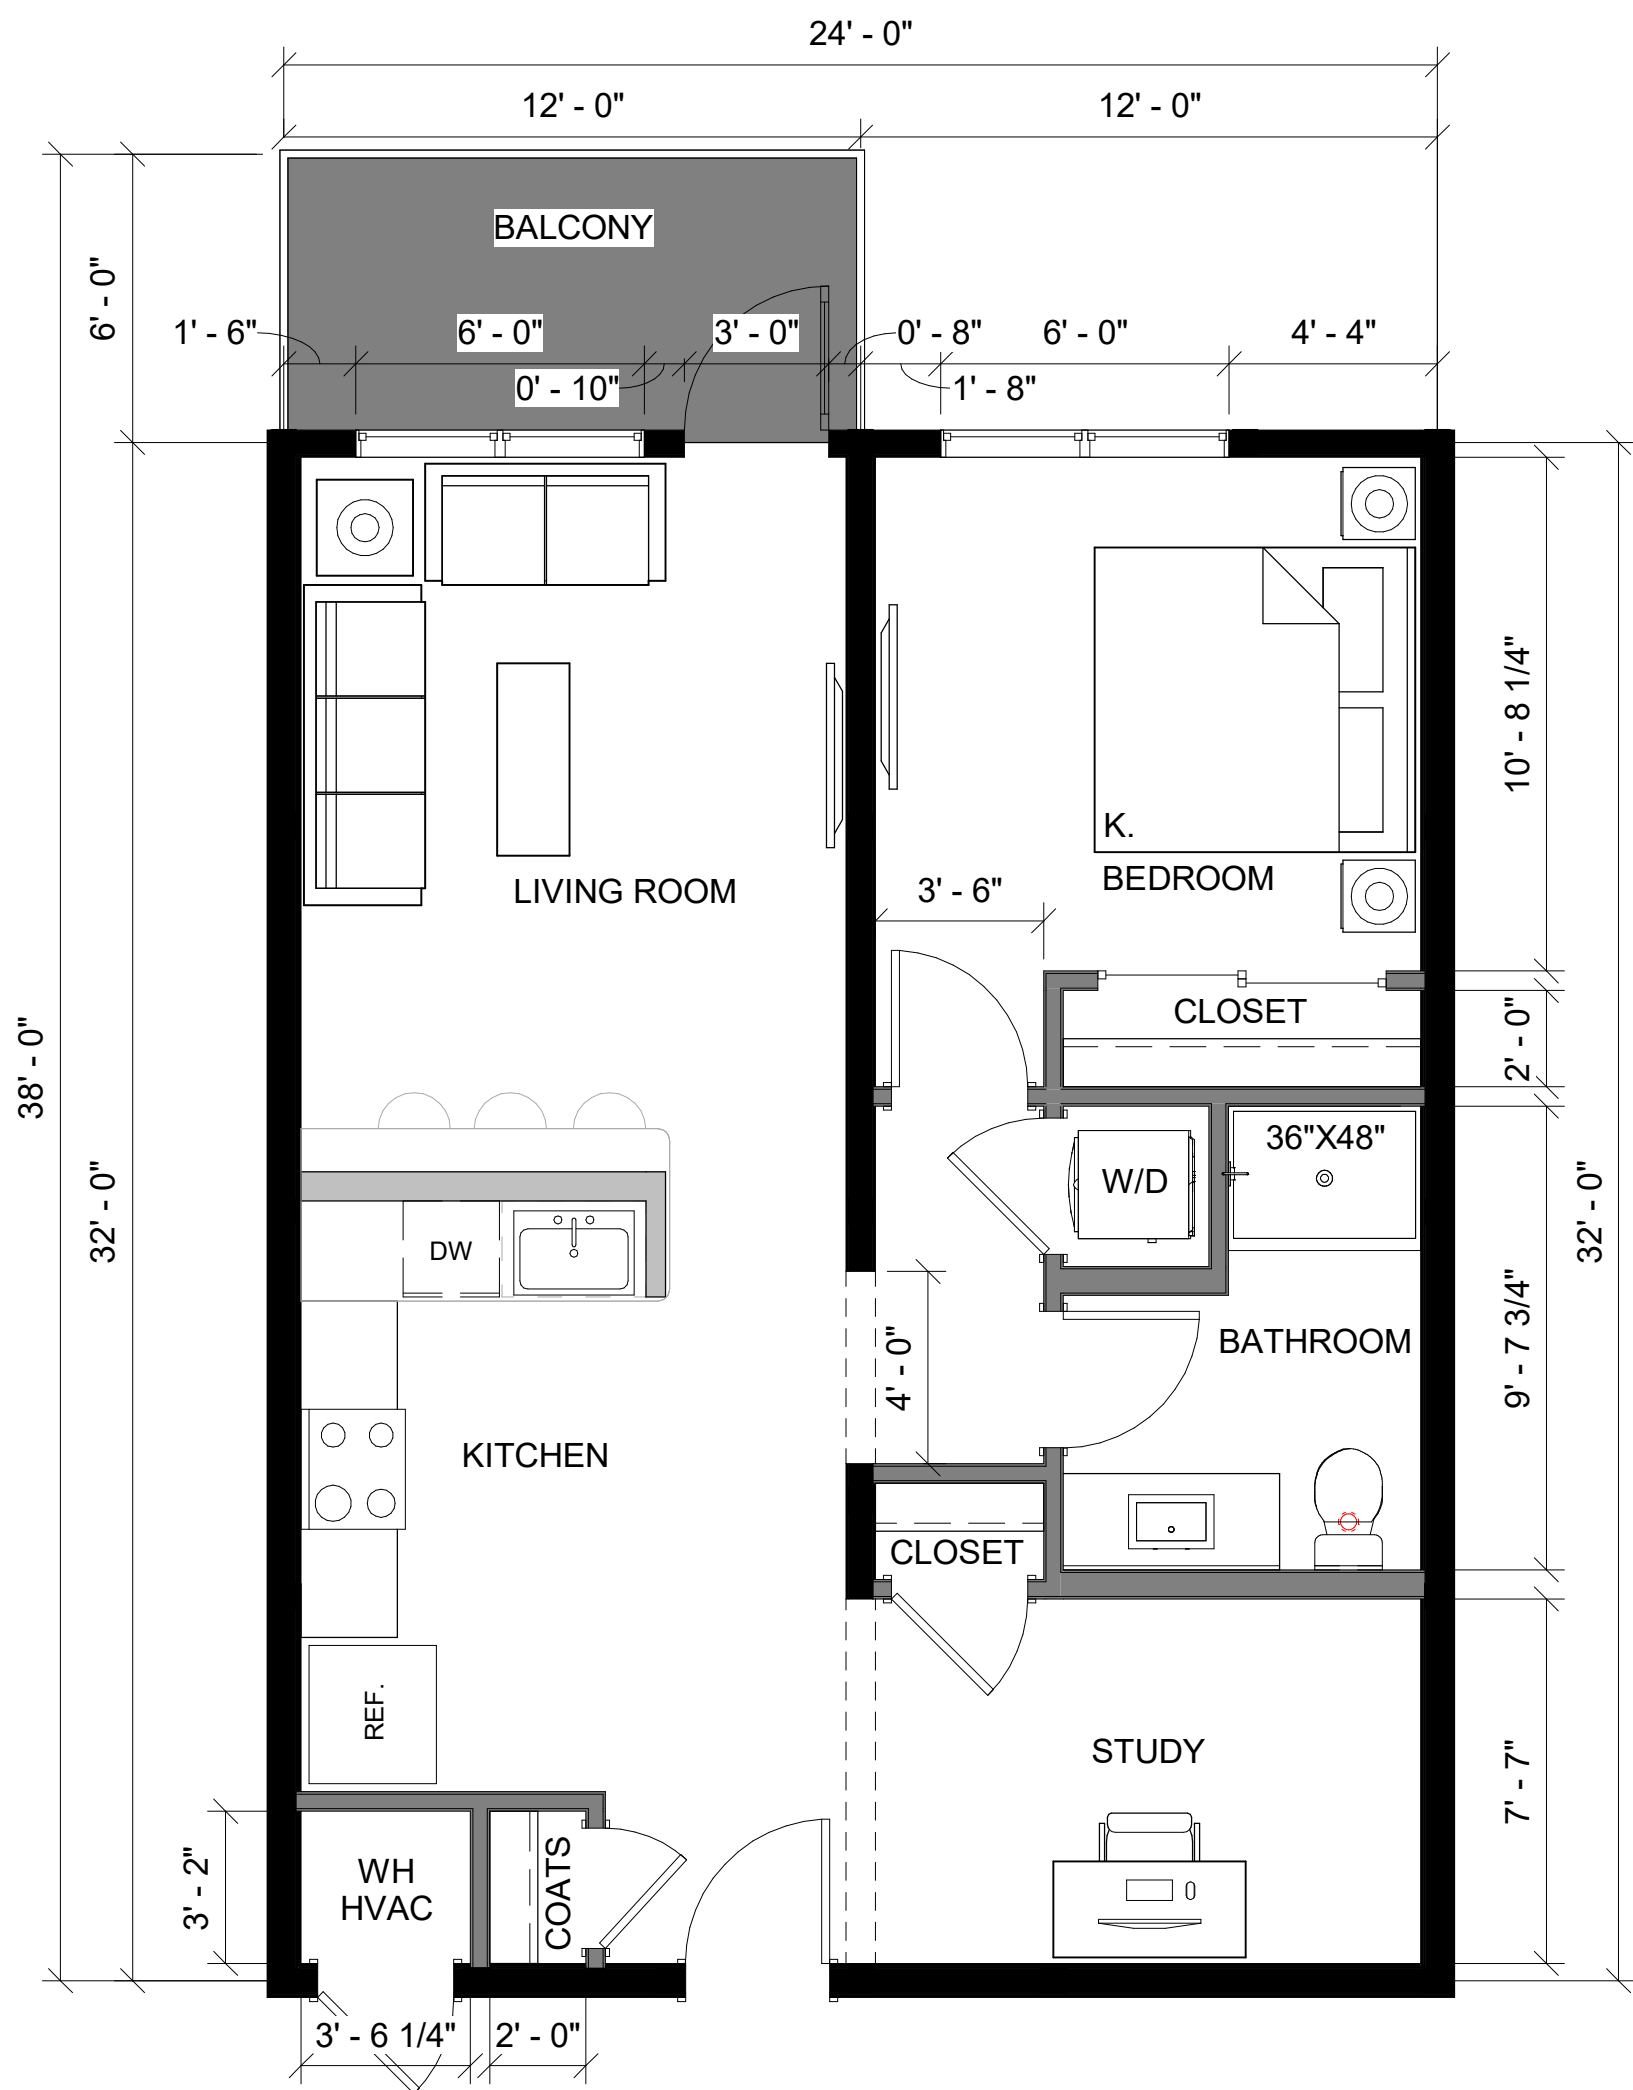 24' - 0"
12' - 0"
12' - 0"
BALCONY
6' - 0"
1' - 6"
6' - 0"
3' - 0"
0' - 8"
6' - 0"
4' - 4"
0' - 10"
1' - 8"
10' - 8 1/4"
K.
BEDROOM
LIVING ROOM
3' - 6"
CLOSET
2' - 0"
38' - 0"
36"X48"
W/D
32' - 0"
32' - 0"
DW
9' - 7 3/4"
BATHROOM
4' - 0"
KITCHEN
CLOSET
REF.
STUDY
7' - 7"
3' - 2"
WH
HVAC
COATS
3' - 6 1/4"
2' - 0"